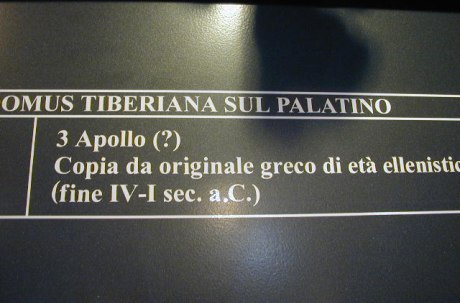 OMUS TIBERIANA SUL PALATINO
3 Apollo (?)
Copia da originale greco di età ellenistic
(fine IV-I sec. a.C.)